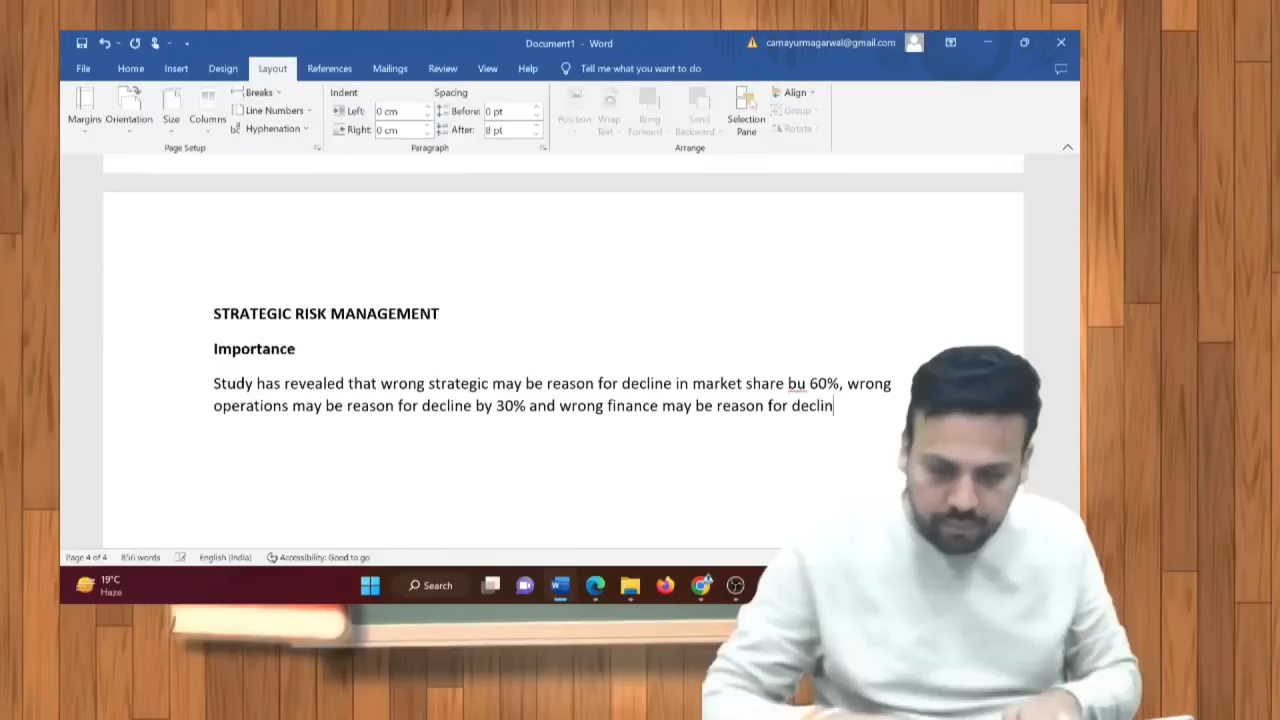 Document1 - Word
camayurmagarwal@gmail.com
File Home Insert Design Layout References Mailings Review View Help Tell me what you want to do
Margins
Orientation
Size
Columns
Breaks
Line Numbers
Hyphenation
Page Setup
Indent
Left: 0 cm
Right: 0 cm
Spacing
Before: 0 pt
After: 8 pt
Paragraph
Position
Wrap
Text
Bring
Forward
Send
Backward
Selection
Pane
Align
Group
Rotate
Arrange
STRATEGIC RISK MANAGEMENT
Importance
Study has revealed that wrong strategic may be reason for decline in market share bu 60%, wrong
operations may be reason for decline by 30% and wrong finance may be reason for declin
Page 4 of 4 856 words English (India) Accessibility: Good to go
19°C
Haze
Search